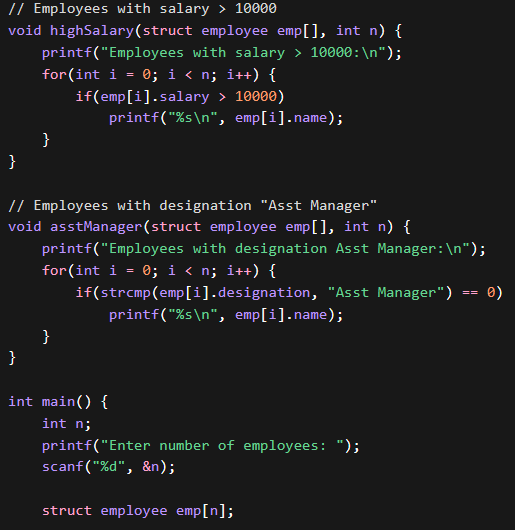 // Employees with salary > 10000
void highSalary(struct employee emp[], int n) {
    printf("Employees with salary > 10000:\n");
    for(int i = 0; i < n; i++) {
        if(emp[i].salary > 10000)
            printf("%s\n", emp[i].name);
    }
}

// Employees with designation "Asst Manager"
void asstManager(struct employee emp[], int n) {
    printf("Employees with designation Asst Manager:\n");
    for(int i = 0; i < n; i++) {
        if(strcmp(emp[i].designation, "Asst Manager") == 0)
            printf("%s\n", emp[i].name);
    }
}

int main() {
    int n;
    printf("Enter number of employees: ");
    scanf("%d", &n);

    struct employee emp[n];